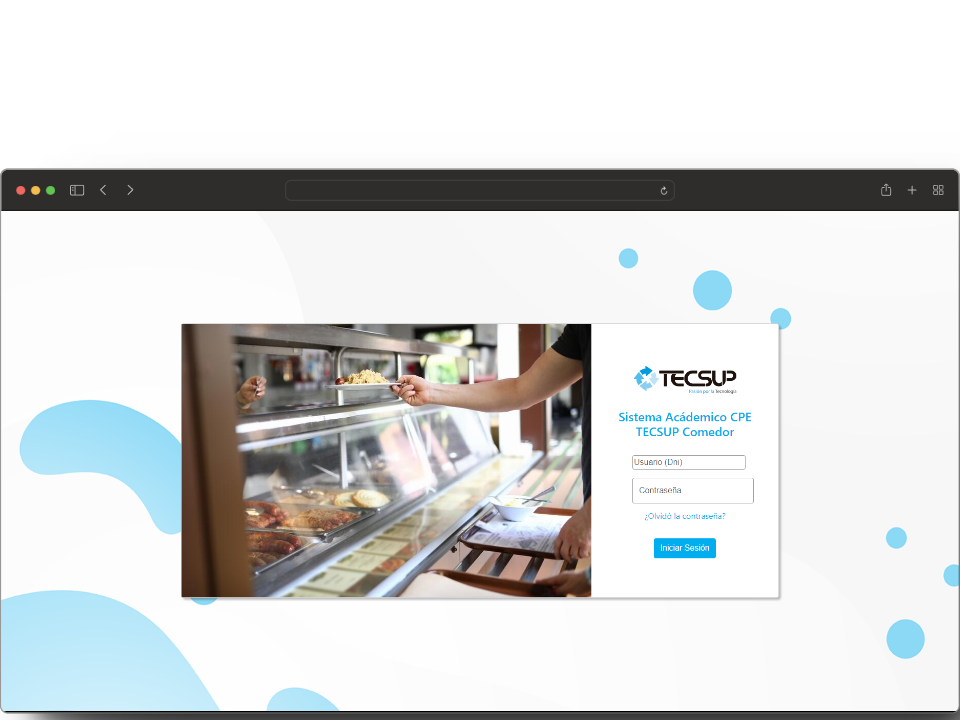 TECSUP
Pasión por la Tecnología
Sistema Académico CPE
TECSUP Comedor
Usuario (Dni)
Contraseña
¿Olvidó la contraseña?
Iniciar Sesión